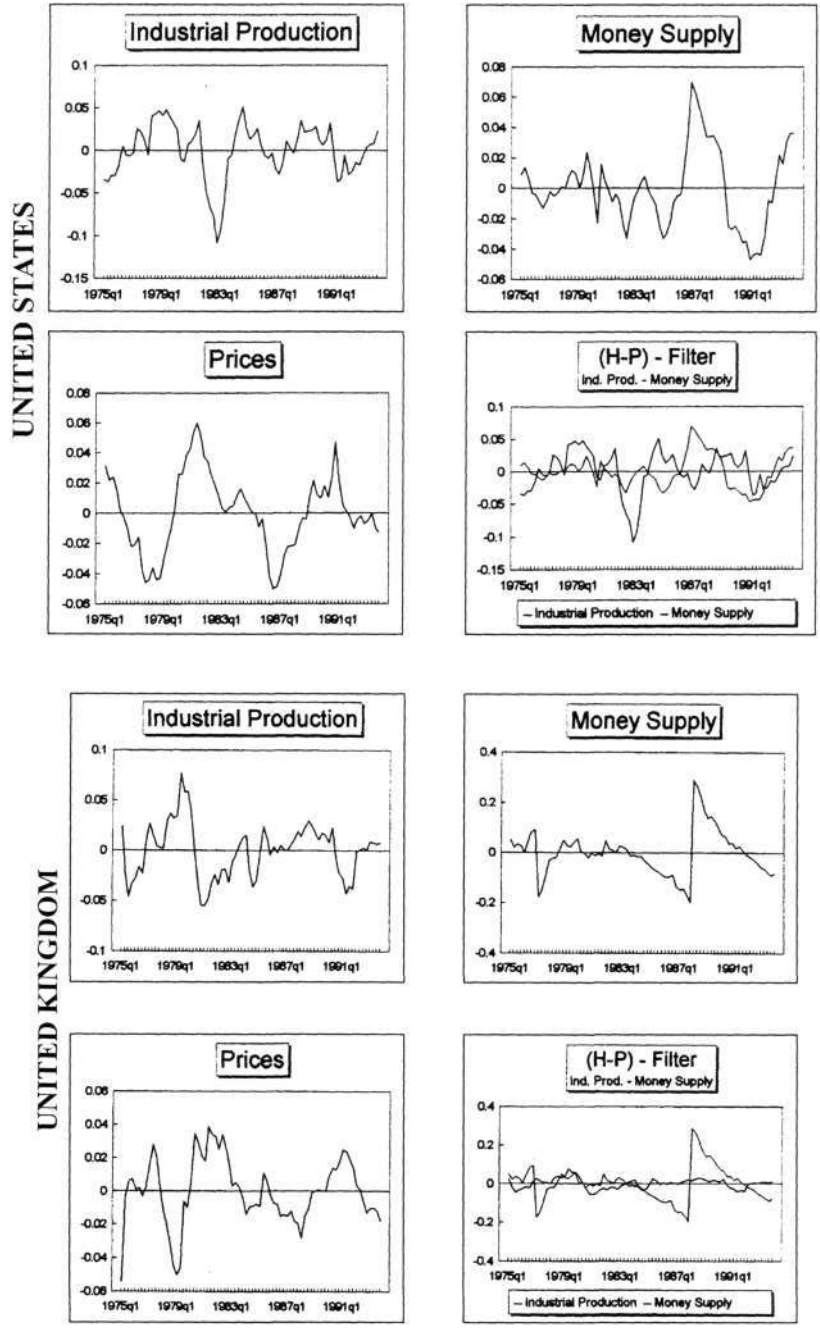 UNITED STATES
Industrial Production
0.1
0.05
0
-0.05
-0.1
-0.15
1975q1 1979q1 1983q1 1987q1 1991q1
Money Supply
0.08
0.06
0.04
0.02
0
-0.02
-0.04
-0.06
1975q1 1979q1 1983q1 1987q1 1991q1
Prices
0.08
0.06
0.04
0.02
0
-0.02
-0.04
-0.06
1975q1 1979q1 1983q1 1987q1 1991q1
(H-P) - Filter
Ind. Prod. - Money Supply
0.1
0.05
0
-0.05
-0.1
-0.15
1975q1 1979q1 1983q1 1987q1 1991q1
– Industrial Production – Money Supply
UNITED KINGDOM
Industrial Production
0.1
0.05
0
-0.05
-0.1
1975q1 1979q1 1983q1 1987q1 1991q1
Money Supply
0.4
0.2
0
-0.2
-0.4
1975q1 1979q1 1983q1 1987q1 1991q1
Prices
0.06
0.04
0.02
0
-0.02
-0.04
-0.06
1975q1 1979q1 1983q1 1987q1 1991q1
(H-P) - Filter
Ind. Prod. - Money Supply
0.4
0.2
0
-0.2
-0.4
1975q1 1979q1 1983q1 1987q1 1991q1
– Industrial Production – Money Supply